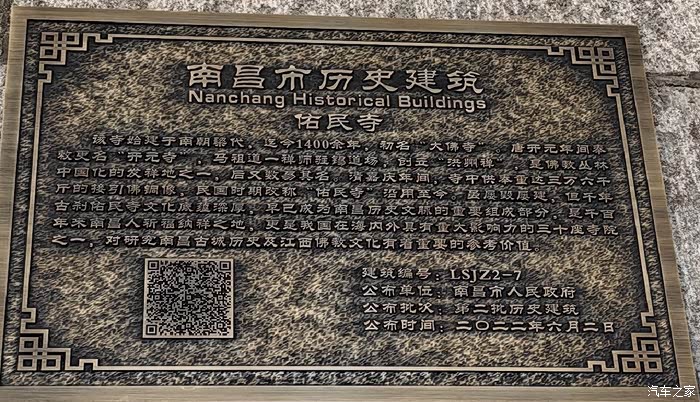 南昌市历史建筑
Nanchang Historical Buildings
佑民寺
该寺始建于南朝梁代，迄今1400余年，初名“大佛寺”，唐开元年间奉
敕更名“开元寺”，马祖道一禅师驻锡道场，创立“洪州禅”，是佛教丛林
中国化的发祥地之一，后又数易其名，清嘉庆年间，寺中供奉重达三万六千
斤的接引佛铜像，民国时期改称“佑民寺”沿用至今。虽屡毁屡建，但千年
古刹佑民寺文化底蕴深厚，早已成为南昌历史文脉的重要组成部分，是千百
年来南昌人祈福纳祥之地；更是我国在海内外具有重大影响力的三十座寺院
之一，对研究南昌古城历史及江西佛教文化有着重要的参考价值。
建筑编号：LSJZ2-7
公布单位：南昌市人民政府
公布批次：第二批历史建筑
公布时间：二〇二二年六月二日
汽车之家